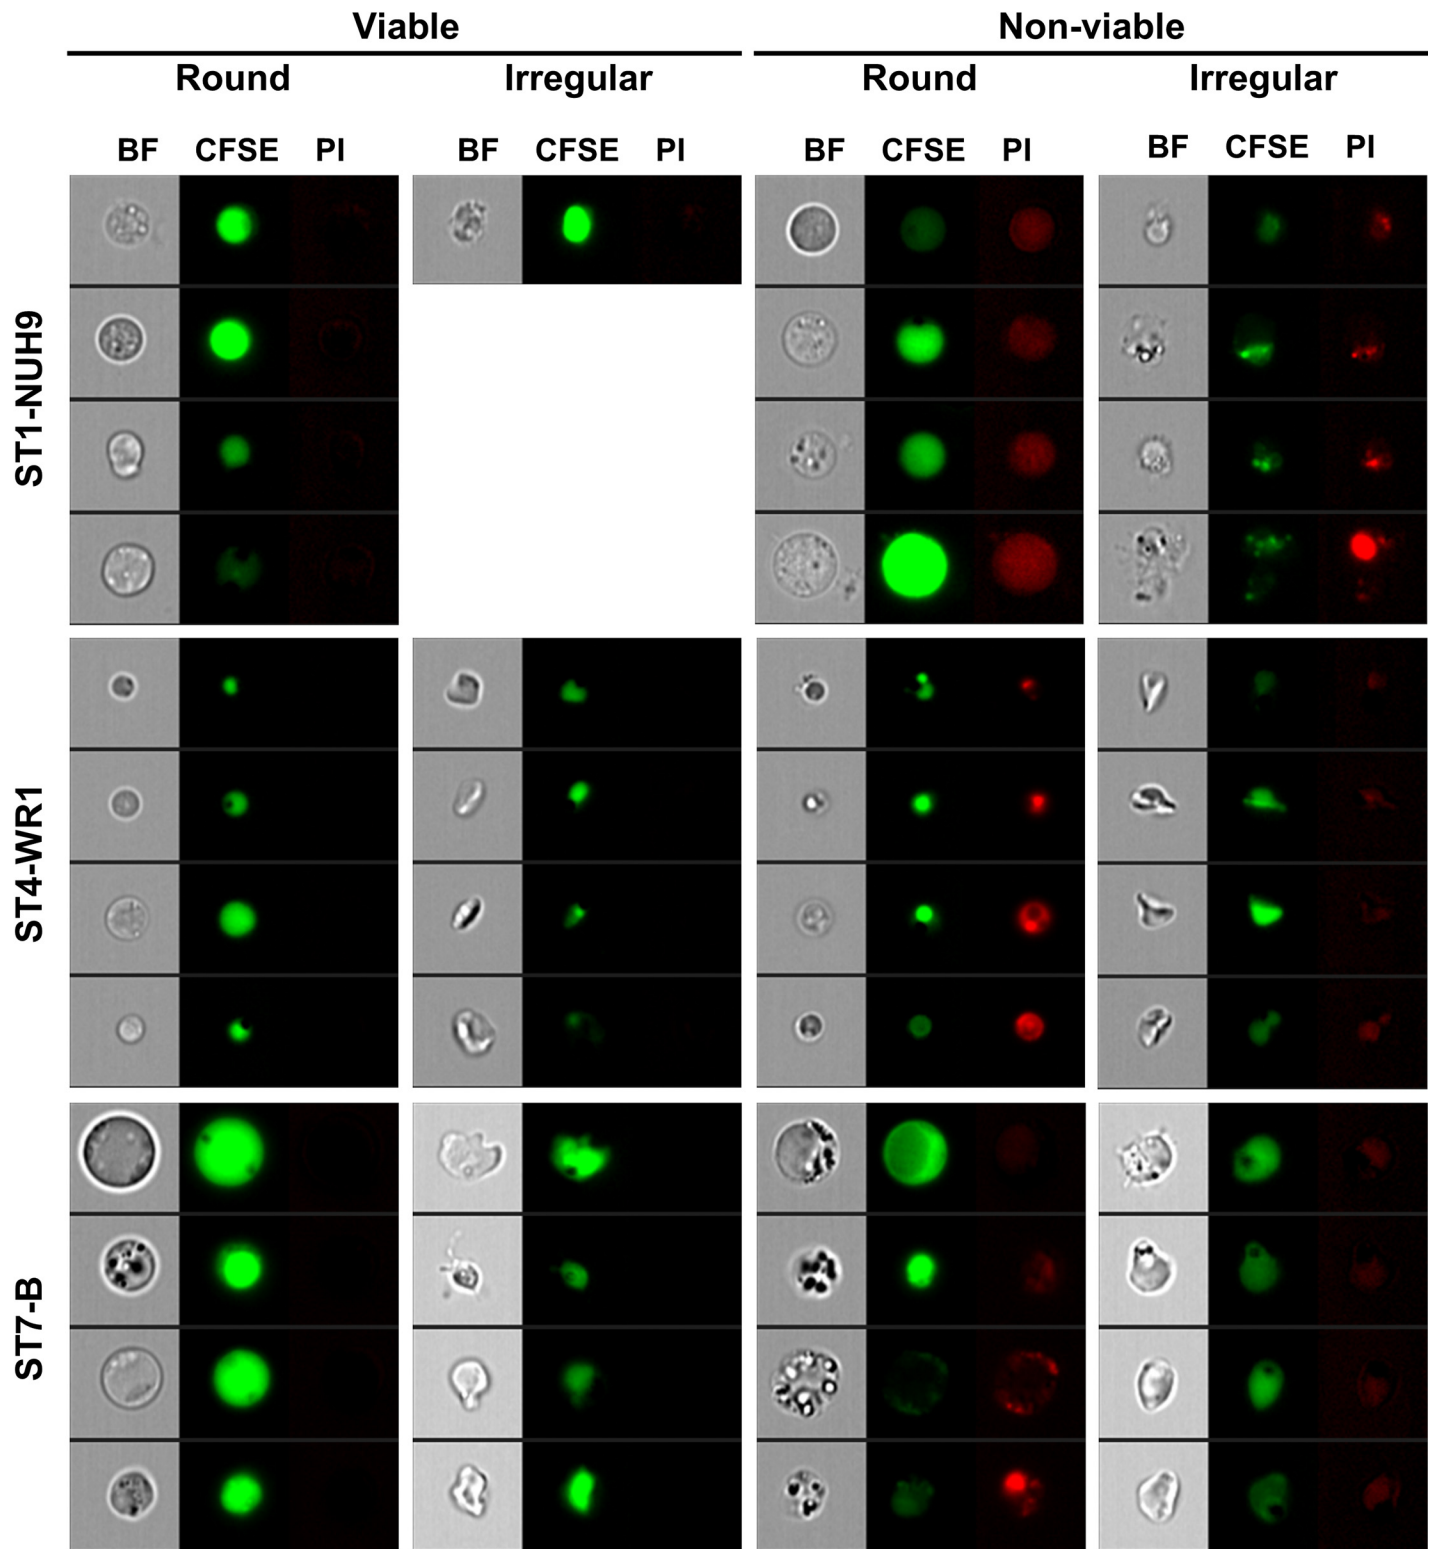 Viable Non-viable
Round Irregular Round Irregular
BF CFSE PI BF CFSE PI BF CFSE PI BF CFSE PI
ST1-NUH9
ST4-WR1
ST7-B